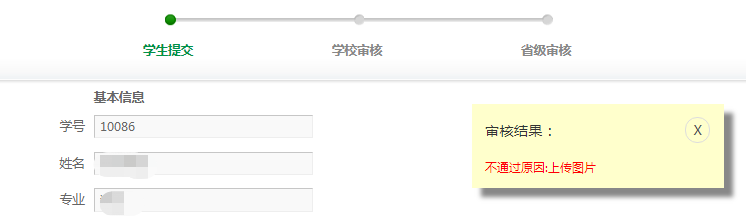 学生提交 学校审核 省级审核
基本信息
学号 10086
姓名
专业
审核结果： X
不通过原因:上传图片